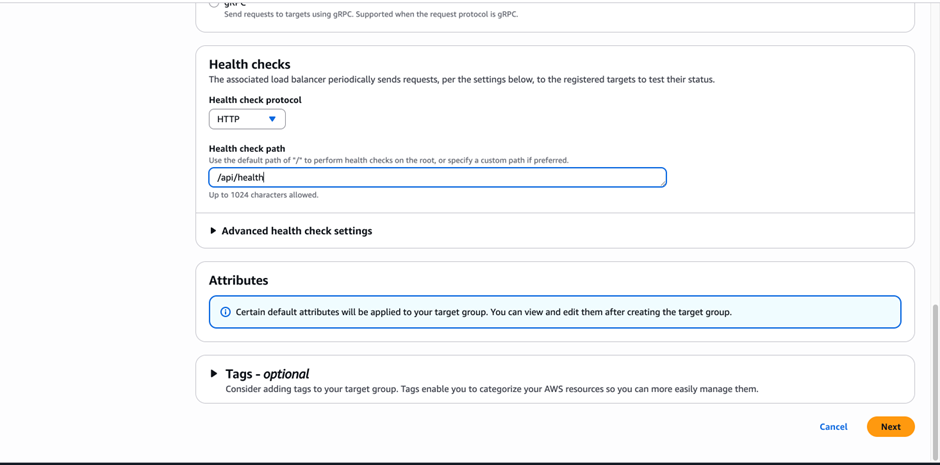 gRPC
Send requests to targets using gRPC. Supported when the request protocol is gRPC.
Health checks
The associated load balancer periodically sends requests, per the settings below, to the registered targets to test their status.
Health check protocol
HTTP
Health check path
Use the default path of "/" to perform health checks on the root, or specify a custom path if preferred.
/api/health
Up to 1024 characters allowed.
Advanced health check settings
Attributes
Certain default attributes will be applied to your target group. You can view and edit them after creating the target group.
Tags - optional
Consider adding tags to your target group. Tags enable you to categorize your AWS resources so you can more easily manage them.
Cancel
Next